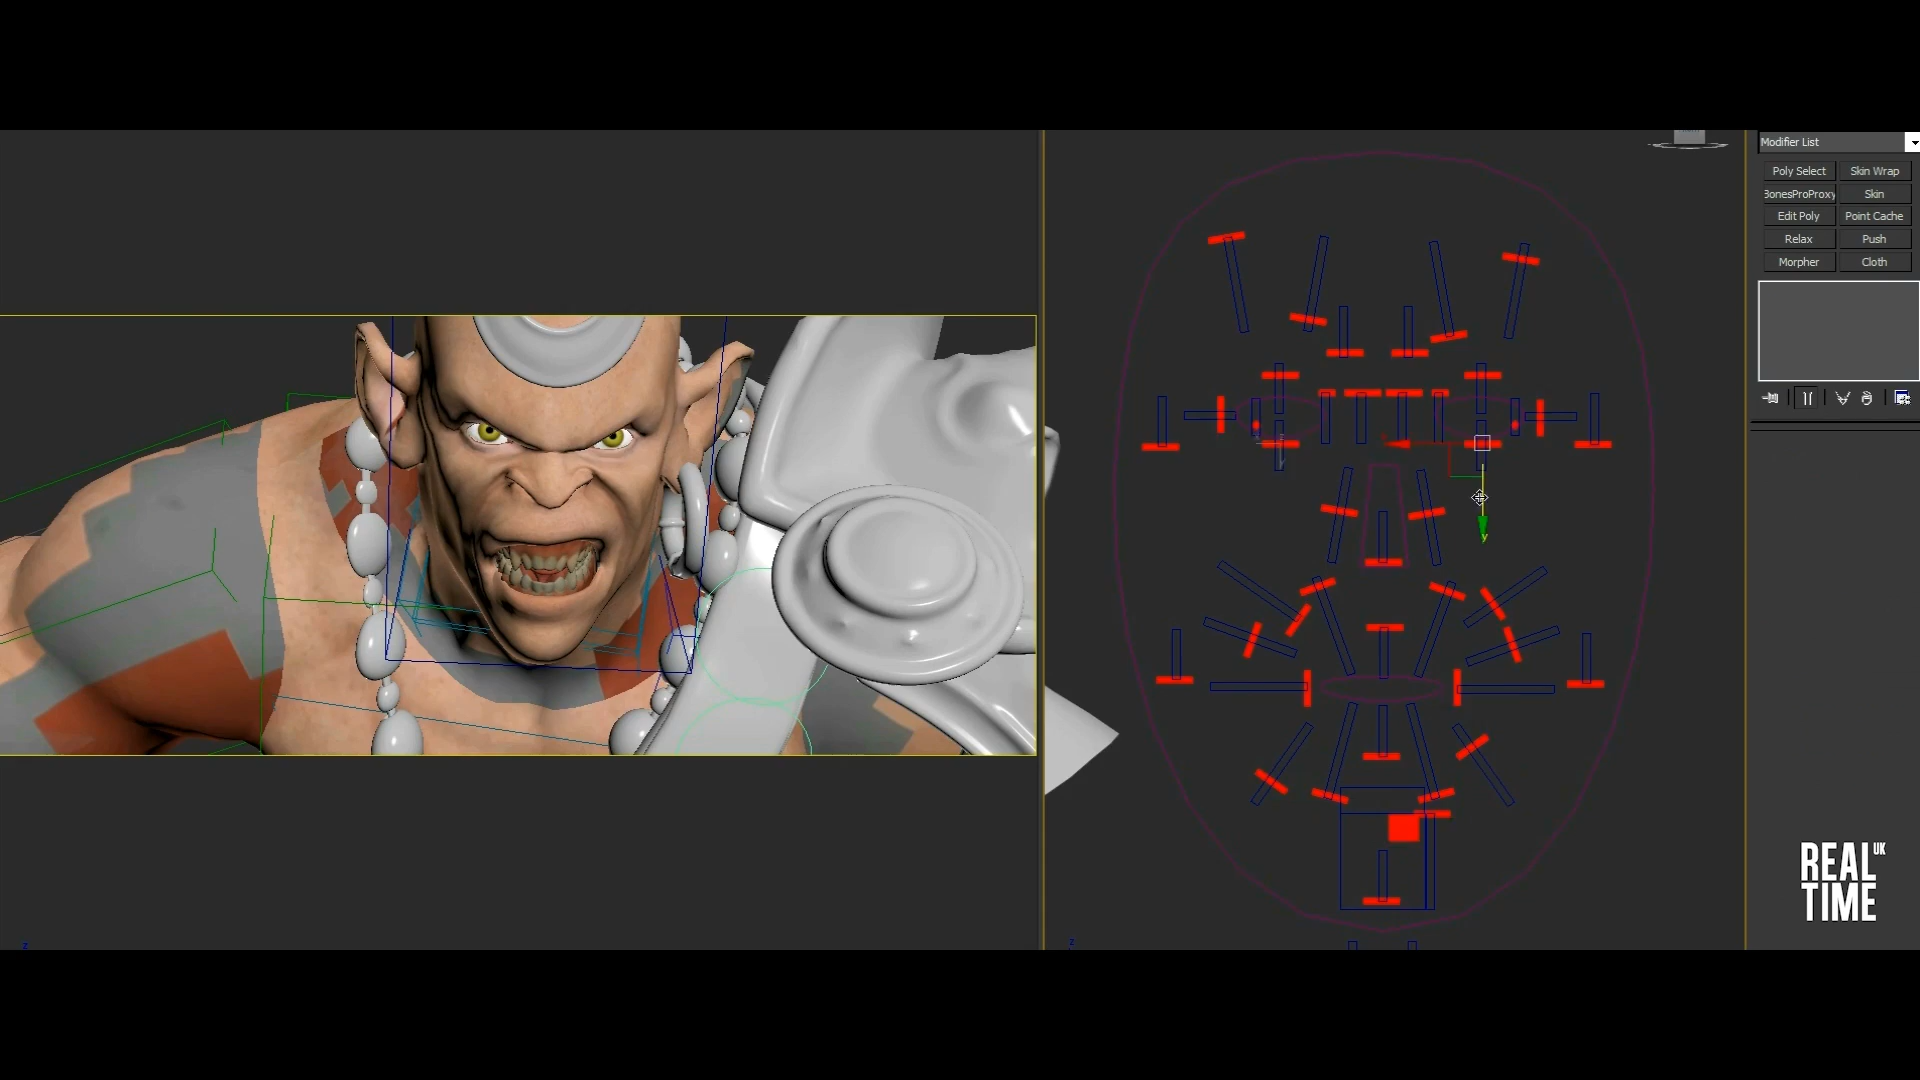 Modifier List
Poly Select
Skin Wrap
BonesProProxy
Skin
Edit Poly
Point Cache
Relax
Push
Morpher
Cloth
y
REAL UK
TIME
z
z